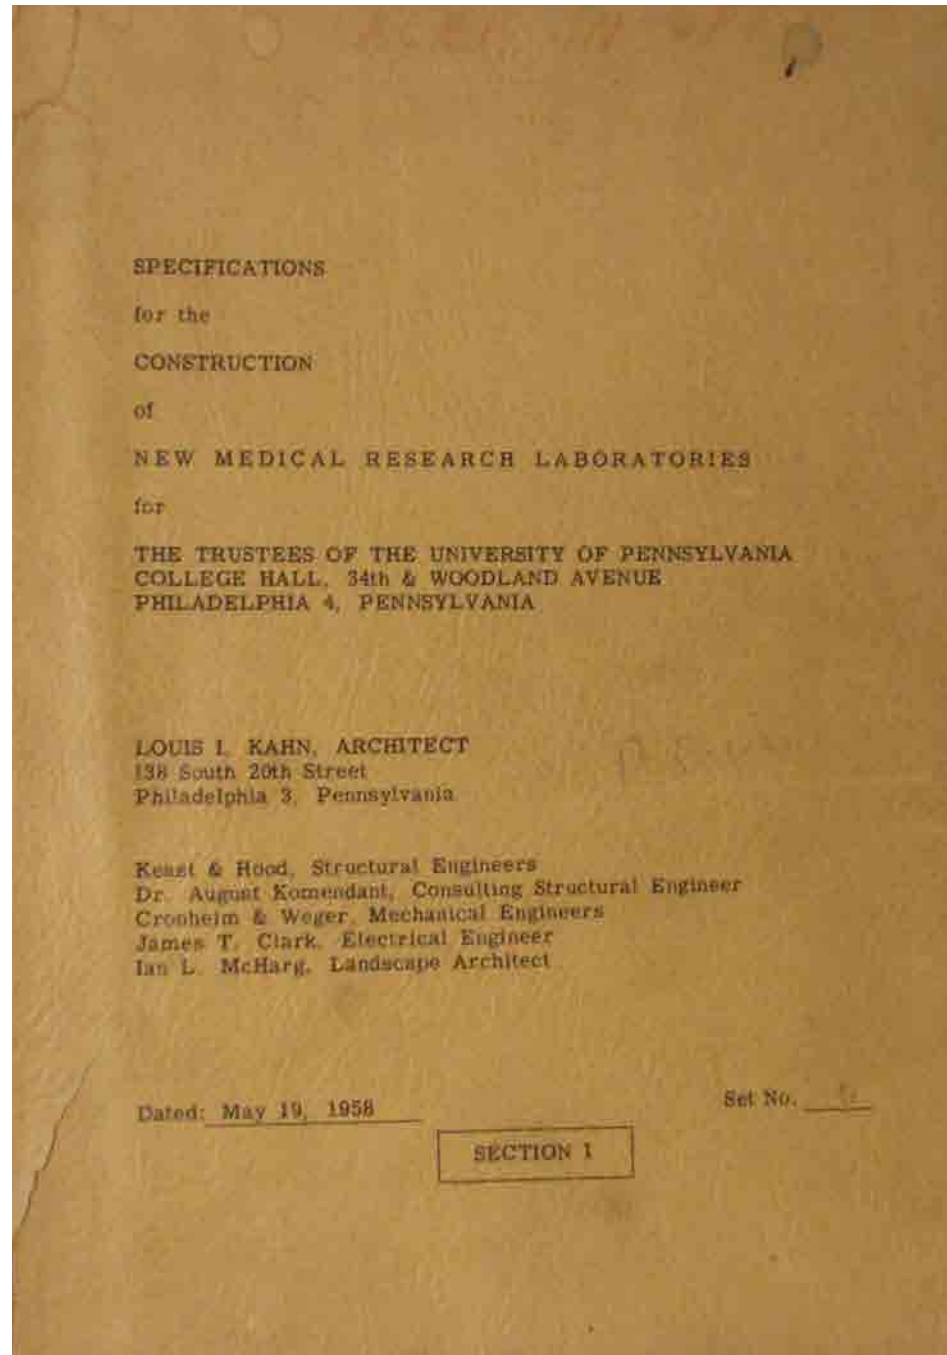 SPECIFICATIONS
for the
CONSTRUCTION
of
NEW MEDICAL RESEARCH LABORATORIES
for
THE TRUSTEES OF THE UNIVERSITY OF PENNSYLVANIA
COLLEGE HALL, 34th & WOODLAND AVENUE
PHILADELPHIA 4, PENNSYLVANIA
LOUIS I. KAHN, ARCHITECT
138 South 20th Street
Philadelphia 3, Pennsylvania
Keast & Hood, Structural Engineers
Dr. August Komendant, Consulting Structural Engineer
Cronheim & Weger, Mechanical Engineers
James T. Clark, Electrical Engineer
Ian L. McHarg, Landscape Architect
Dated: May 19, 1958
Set No.
SECTION 1